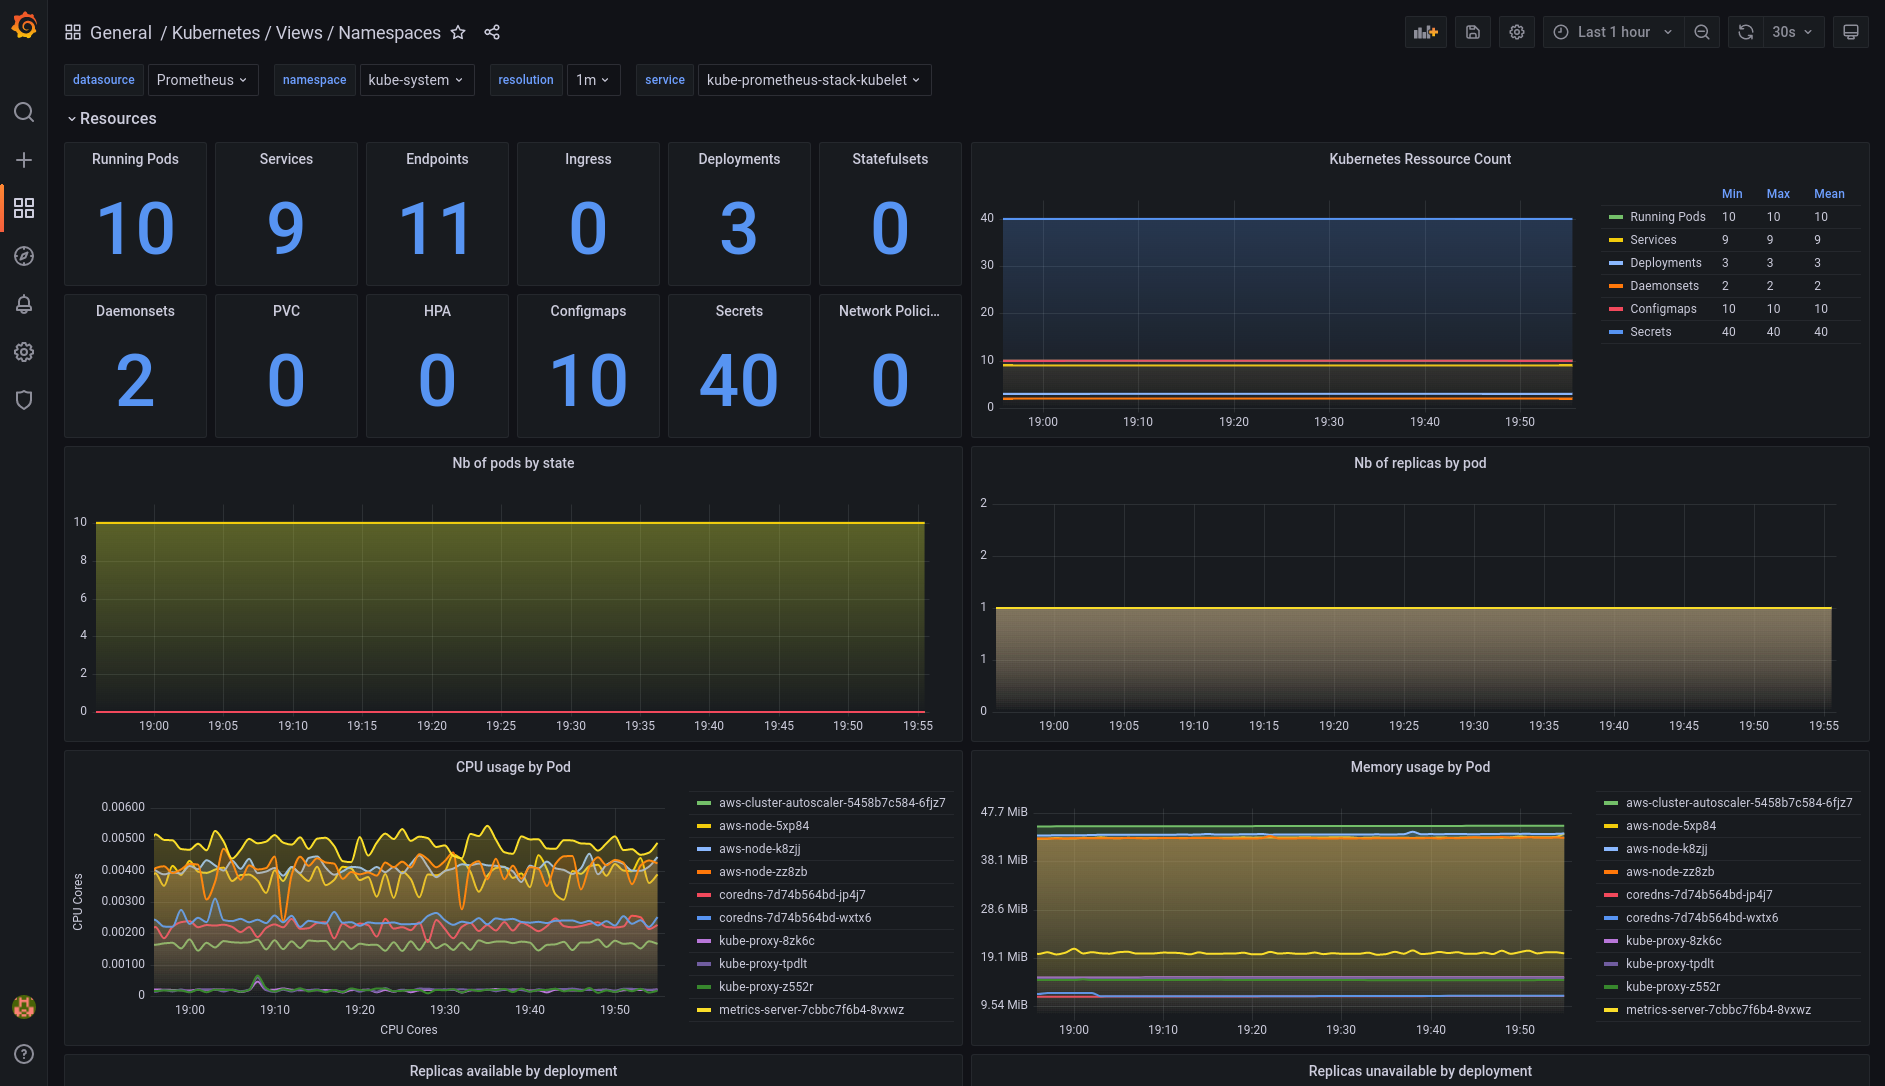 General / Kubernetes / Views / Namespaces
Last 1 hour
30s
datasource Prometheus
namespace kube-system
resolution 1m
service kube-prometheus-stack-kubelet
Resources
Running Pods
10
Services
9
Endpoints
11
Ingress
0
Deployments
3
Statefulsets
0
Daemonsets
2
PVC
0
HPA
0
Configmaps
10
Secrets
40
Network Polici...
0
Kubernetes Ressource Count
40
30
20
10
0
19:00 19:10 19:20 19:30 19:40 19:50
Min Max Mean
Running Pods 10 10 10
Services 9 9 9
Deployments 3 3 3
Daemonsets 2 2 2
Configmaps 10 10 10
Secrets 40 40 40
Nb of pods by state
10
8
6
4
2
0
19:00 19:05 19:10 19:15 19:20 19:25 19:30 19:35 19:40 19:45 19:50 19:55
Nb of replicas by pod
2
2
1
1
0
19:00 19:05 19:10 19:15 19:20 19:25 19:30 19:35 19:40 19:45 19:50 19:55
CPU usage by Pod
CPU Cores
0.00600
0.00500
0.00400
0.00300
0.00200
0.00100
0
19:00 19:10 19:20 19:30 19:40 19:50
CPU Cores
aws-cluster-autoscaler-5458b7c584-6fjz7
aws-node-5xp84
aws-node-k8zjj
aws-node-zz8zb
coredns-7d74b564bd-jp4j7
coredns-7d74b564bd-wxtx6
kube-proxy-8zk6c
kube-proxy-tpdlt
kube-proxy-z552r
metrics-server-7cbbc7f6b4-8vxwz
Memory usage by Pod
47.7 MiB
38.1 MiB
28.6 MiB
19.1 MiB
9.54 MiB
19:00 19:10 19:20 19:30 19:40 19:50
aws-cluster-autoscaler-5458b7c584-6fjz7
aws-node-5xp84
aws-node-k8zjj
aws-node-zz8zb
coredns-7d74b564bd-jp4j7
coredns-7d74b564bd-wxtx6
kube-proxy-8zk6c
kube-proxy-tpdlt
kube-proxy-z552r
metrics-server-7cbbc7f6b4-8vxwz
Replicas available by deployment
Replicas unavailable by deployment